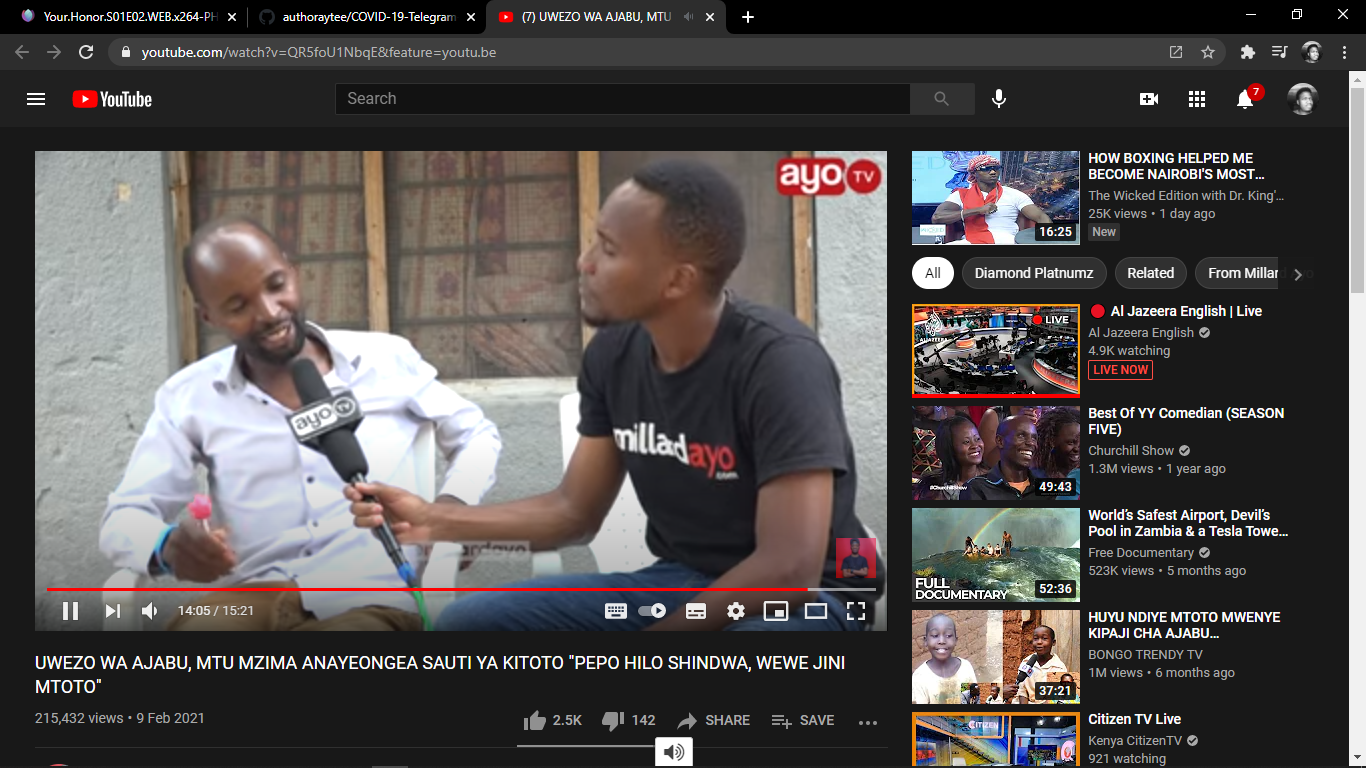 Your.Honor.S01E02.WEB.x264-PH
authoraytee/COVID-19-Telegram
(7) UWEZO WA AJABU, MTU
youtube.com/watch?v=QR5foU1NbqE&feature=youtu.be
YouTube
Search
7
ayo TV
ayo TV
milladayo
.com
14:05 / 15:21
UWEZO WA AJABU, MTU MZIMA ANAYEONGEA SAUTI YA KITOTO "PEPO HILO SHINDWA, WEWE JINI
MTOTO"
215,432 views • 9 Feb 2021
2.5K
142
SHARE
SAVE
16:25
HOW BOXING HELPED ME
BECOME NAIROBI'S MOST...
The Wicked Edition with Dr. King'...
25K views • 1 day ago
New
All
Diamond Platnumz
Related
From Millar
LIVE
ALJAZEERA
Al Jazeera English | Live
Al Jazeera English
4.9K watching
LIVE NOW
#ChurchillShow
49:43
Best Of YY Comedian (SEASON
FIVE)
Churchill Show
1.3M views • 1 year ago
FULL
DOCUMENTARY
52:36
World's Safest Airport, Devil's
Pool in Zambia & a Tesla Towe...
Free Documentary
523K views • 5 months ago
37:21
HUYU NDIYE MTOTO MWENYE
KIPAJI CHA AJABU...
BONGO TRENDY TV
1M views • 6 months ago
CITIZEN
Citizen TV Live
Kenya CitizenTV
921 watching